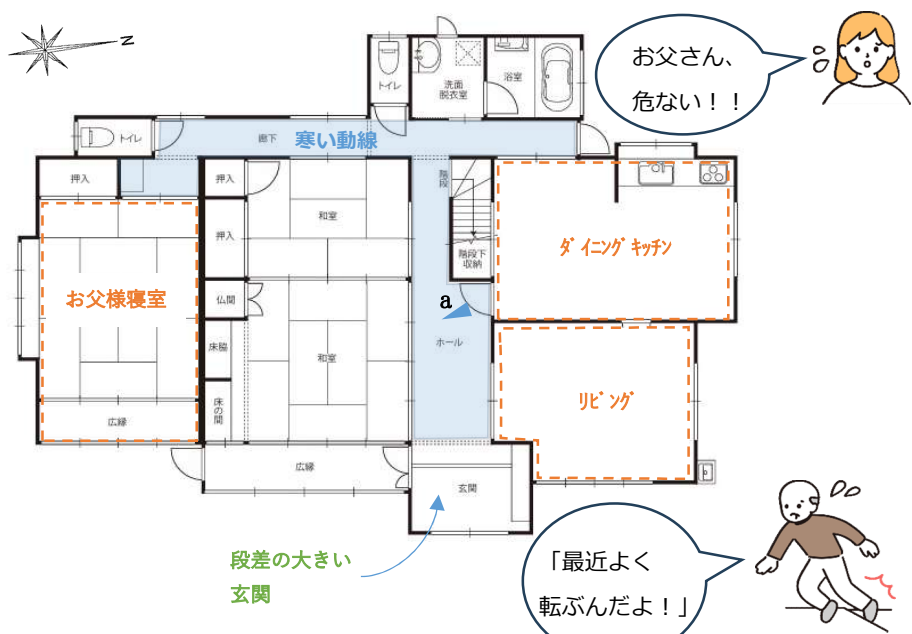 N
お父さん、
危ない！！
トイレ
洗面
脱衣室
浴室
トイレ
廊下
寒い動線
押入
押入
和室
階段
押入
階段下
収納
ダイニングキッチン
お父様寝室
仏間
a
ホール
床脇
和室
リビング
床の間
広縁
広縁
玄関
段差の大きい
玄関
「最近よく
転ぶんだよ！」